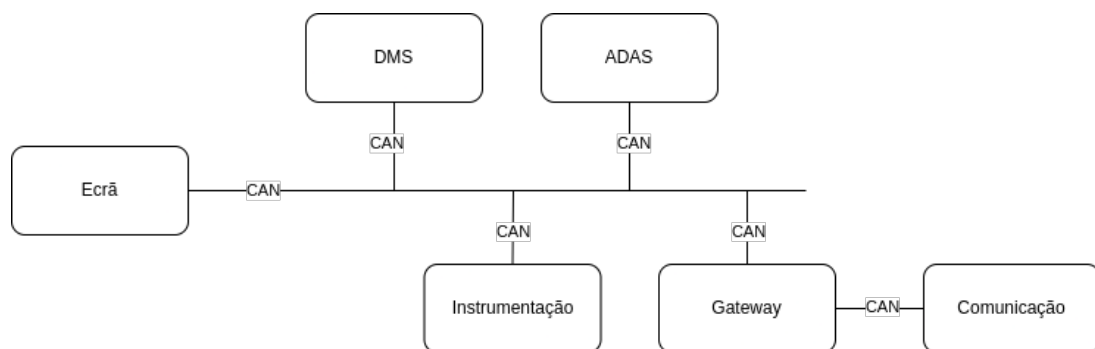 DMS
ADAS
CAN
CAN
Ecrã
CAN
CAN
CAN
Instrumentação
Gateway
CAN
Comunicação